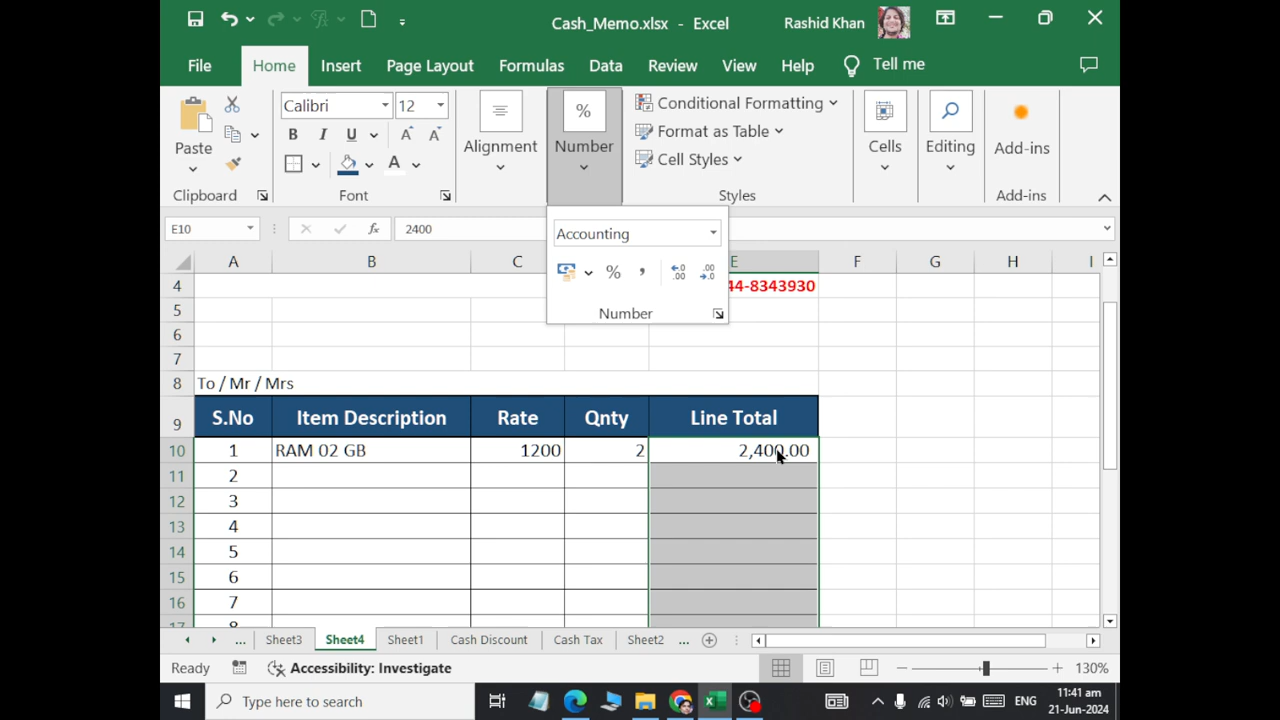 Cash_Memo.xlsx - Excel
Rashid Khan
File Home Insert Page Layout Formulas Data Review View Help Tell me
Paste
Clipboard
Calibri 12
B I U A A
A
Font
Alignment
%
Number
Conditional Formatting
Format as Table
Cell Styles
Styles
Cells
Editing
Add-ins
Add-ins
E10 fx 2400
Accounting
% ,
Number
A B C E F G H I
4 44-8343930
5
6
7
8 To / Mr / Mrs
9 S.No Item Description Rate Qnty Line Total
10 1 RAM 02 GB 1200 2 2,400.00
11 2
12 3
13 4
14 5
15 6
16 7
17 8
... Sheet3 Sheet4 Sheet1 Cash Discount Cash Tax Sheet2 ...
Ready Accessibility: Investigate 130%
Type here to search
ENG
11:41 am
21-Jun-2024